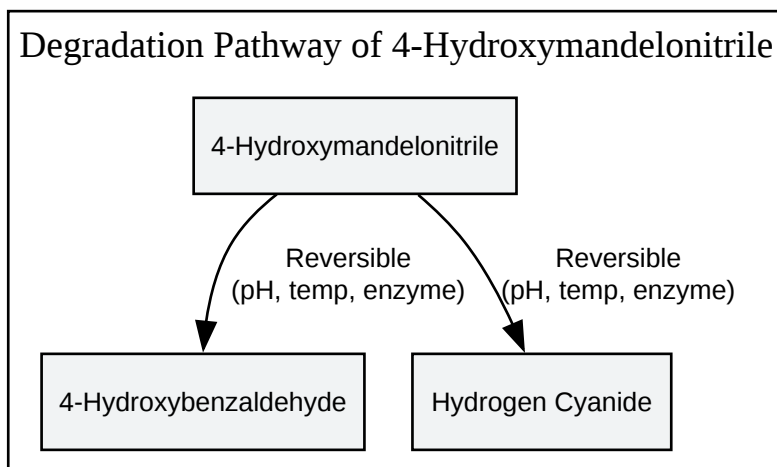 Degradation Pathway of 4-Hydroxymandelonitrile
4-Hydroxymandelonitrile
Reversible
(pH, temp, enzyme)
Reversible
(pH, temp, enzyme)
4-Hydroxybenzaldehyde
Hydrogen Cyanide